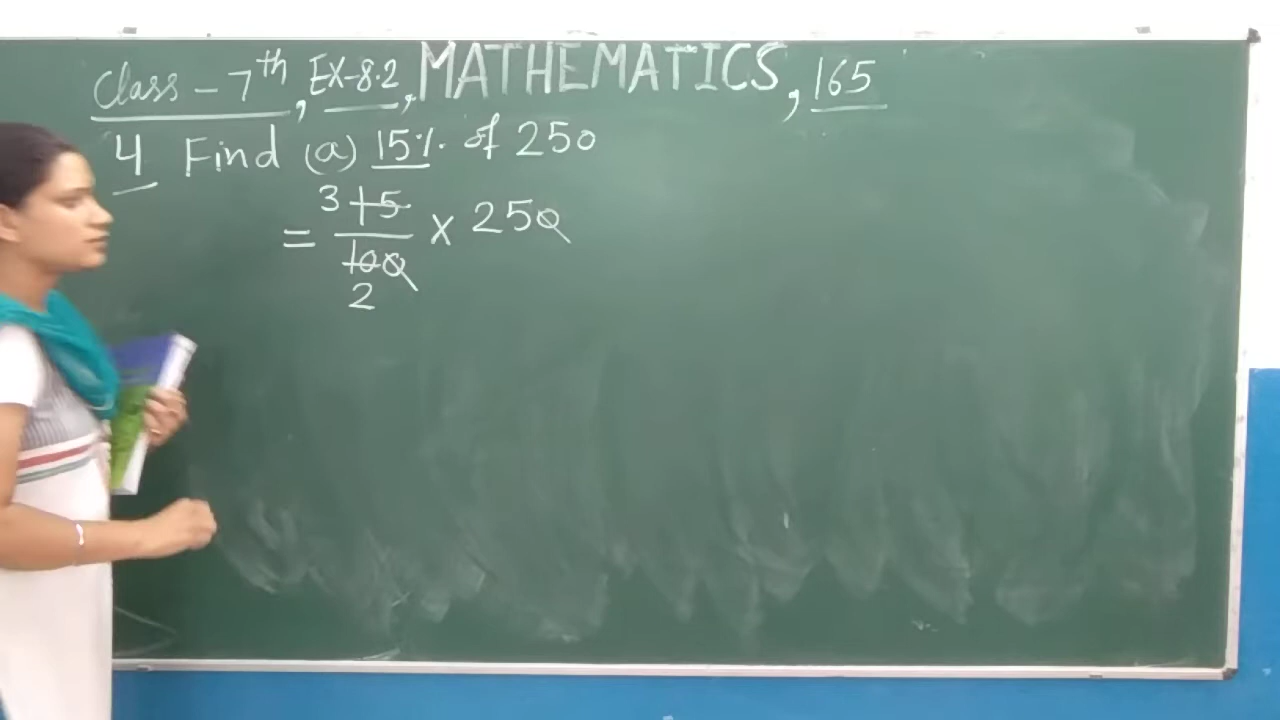 Class - 7th, EX-8.2, MATHEMATICS, 165
4 Find (a) 15% of 250
= 3 15/100 2 × 250